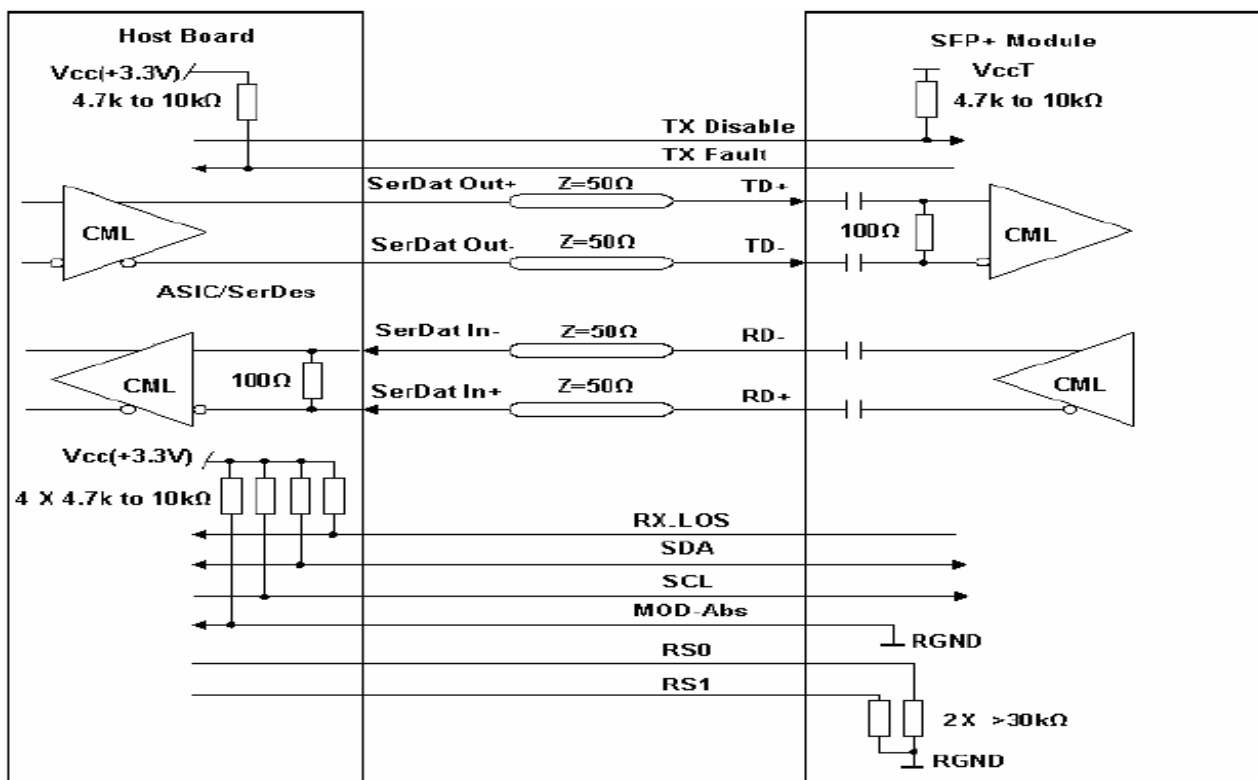 Host Board
SFP+ Module
Vcc(+3.3V)
4.7k to 10kΩ
VccT
4.7k to 10kΩ
TX Disable
TX Fault
SerDat Out+
Z=50Ω
TD+
CML
100Ω
CML
SerDat Out-
Z=50Ω
TD-
ASIC/SerDes
SerDat In-
Z=50Ω
RD-
CML
100Ω
CML
SerDat In+
Z=50Ω
RD+
Vcc(+3.3V)
4 X 4.7k to 10kΩ
RX_LOS
SDA
SCL
MOD-Abs
RGND
RS0
RS1
2X >30kΩ
RGND